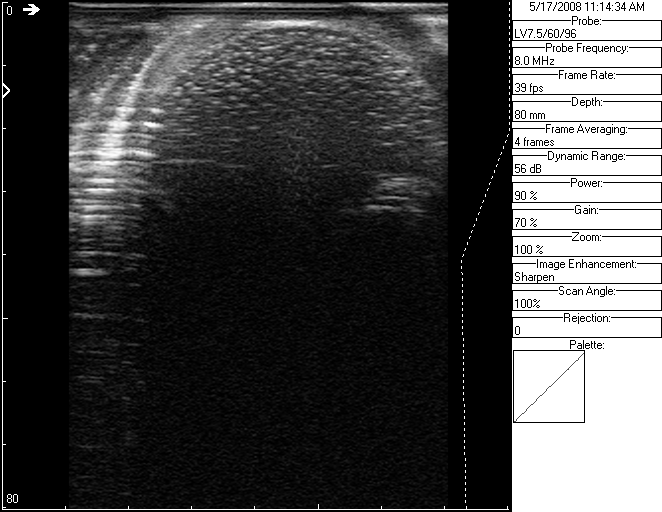 0
80
5/17/2008 11:14:34 AM
Probe:
LV7.5/60/96
Probe Frequency:
8.0 MHz
Frame Rate:
39 fps
Depth:
80 mm
Frame Averaging:
4 frames
Dynamic Range:
56 dB
Power:
90 %
Gain:
70 %
Zoom:
100 %
Image Enhancement:
Sharpen
Scan Angle:
100%
Rejection:
0
Palette: